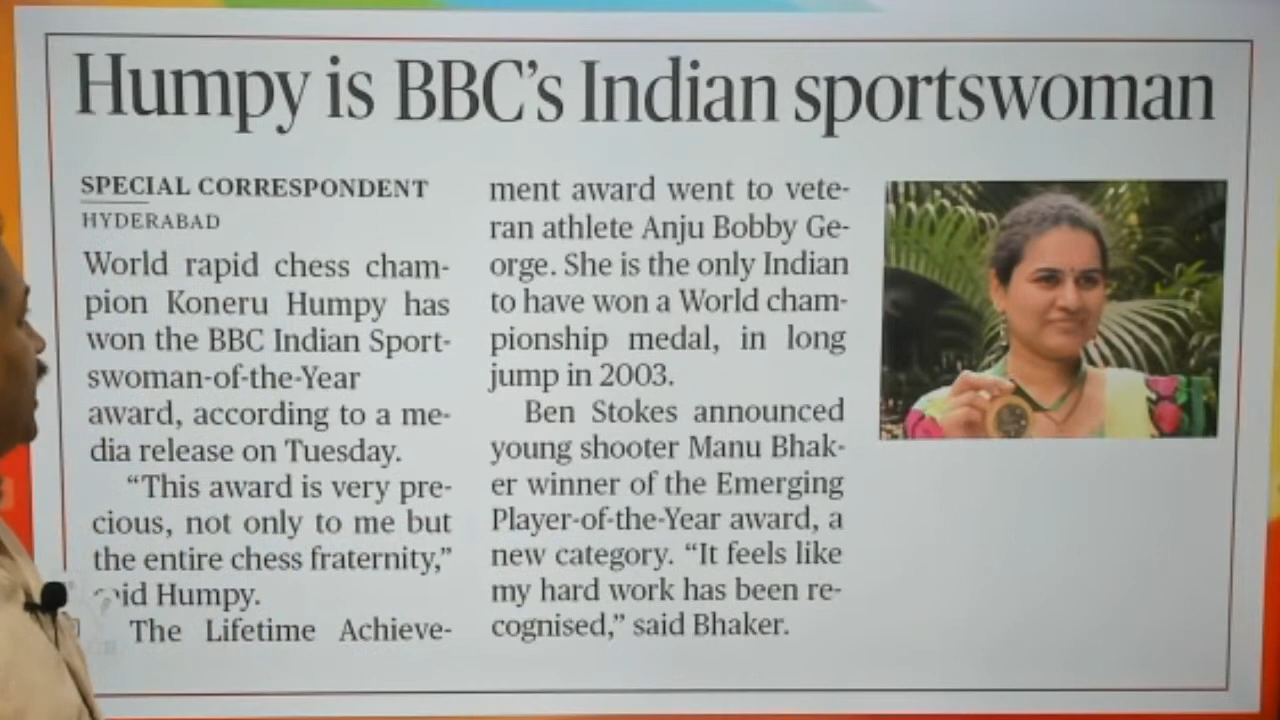 Humpy is BBC's Indian sportswoman
SPECIAL CORRESPONDENT
HYDERABAD
World rapid chess cham-
pion Koneru Humpy has
won the BBC Indian Sport-
swoman-of-the-Year
award, according to a me-
dia release on Tuesday.
“This award is very pre-
cious, not only to me but
the entire chess fraternity,”
said Humpy.
The Lifetime Achieve-
ment award went to vete-
ran athlete Anju Bobby Ge-
orge. She is the only Indian
to have won a World cham-
pionship medal, in long
jump in 2003.
Ben Stokes announced
young shooter Manu Bhak-
er winner of the Emerging
Player-of-the-Year award, a
new category. “It feels like
my hard work has been re-
cognised,” said Bhaker.